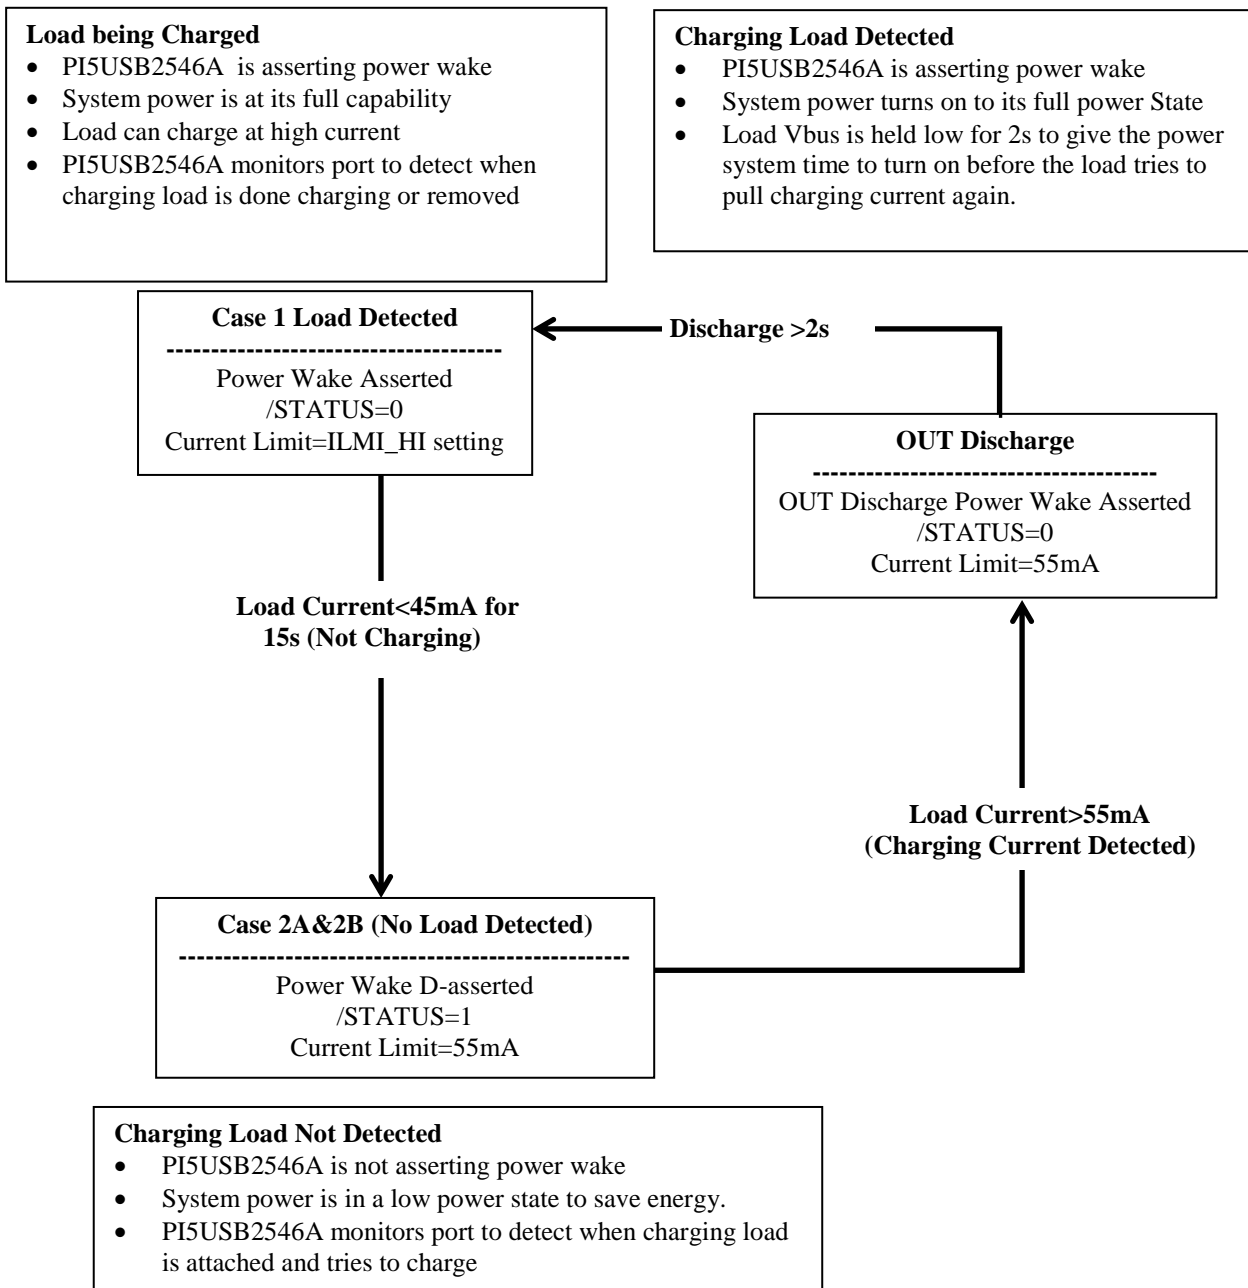 Load being Charged
• PI5USB2546A  is asserting power wake
• System power is at its full capability
• Load can charge at high current
• PI5USB2546A monitors port to detect when
charging load is done charging or removed
Charging Load Detected
• PI5USB2546A is asserting power wake
• System power turns on to its full power State
• Load Vbus is held low for 2s to give the power
system time to turn on before the load tries to
pull charging current again.
Case 1 Load Detected
---------------------------------------
Power Wake Asserted
/STATUS=0
Current Limit=ILMI_HI setting
Discharge >2s
OUT Discharge
---------------------------------------
OUT Discharge Power Wake Asserted
/STATUS=0
Current Limit=55mA
Load Current<45mA for
15s (Not Charging)
Load Current>55mA
(Charging Current Detected)
Case 2A&2B (No Load Detected)
---------------------------------------------------
Power Wake D-asserted
/STATUS=1
Current Limit=55mA
Charging Load Not Detected
• PI5USB2546A is not asserting power wake
• System power is in a low power state to save energy.
• PI5USB2546A monitors port to detect when charging load
is attached and tries to charge